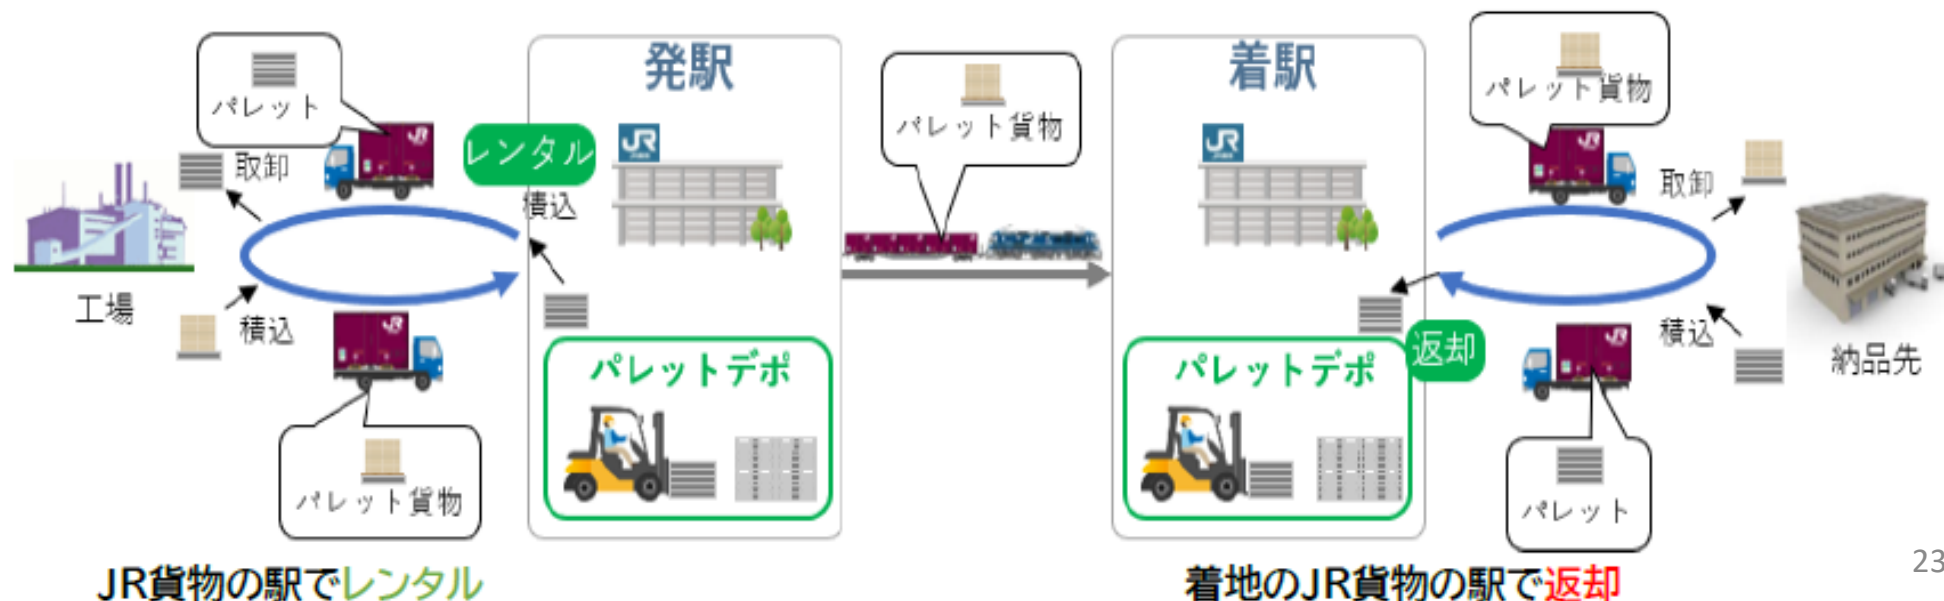 発駅
着駅
パレット
パレット貨物
パレット貨物
レンタル
取卸
積込
JR
JR
取卸
工場
積込
積込
納品先
返却
パレットデポ
パレットデポ
パレット貨物
パレット
JR貨物の駅でレンタル
着地のJR貨物の駅で返却
23